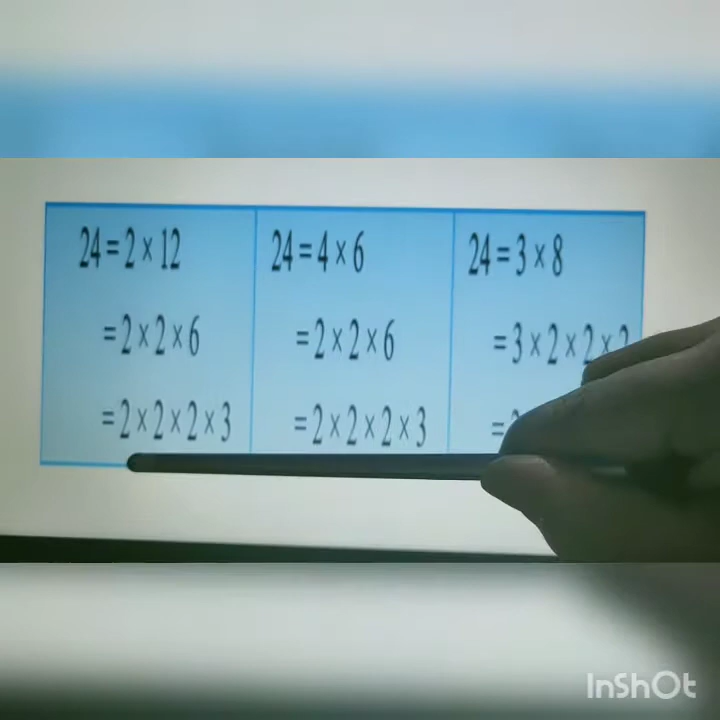 24 = 2 × 12
= 2 × 2 × 6
= 2 × 2 × 2 × 3
24 = 4 × 6
= 2 × 2 × 6
= 2 × 2 × 2 × 3
24 = 3 × 8
= 3 × 2 × 2 × 2
=
InShOt